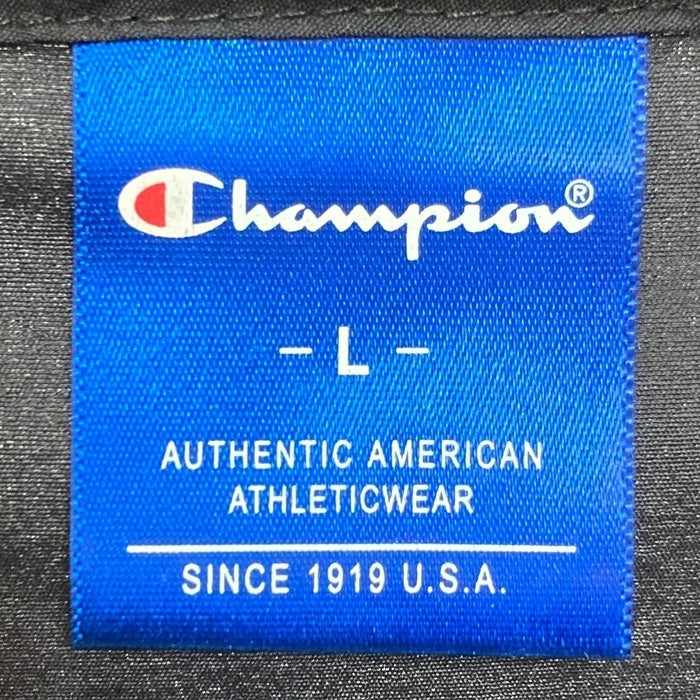 Champion®
- L -
AUTHENTIC AMERICAN
ATHLETICWEAR
SINCE 1919 U.S.A.